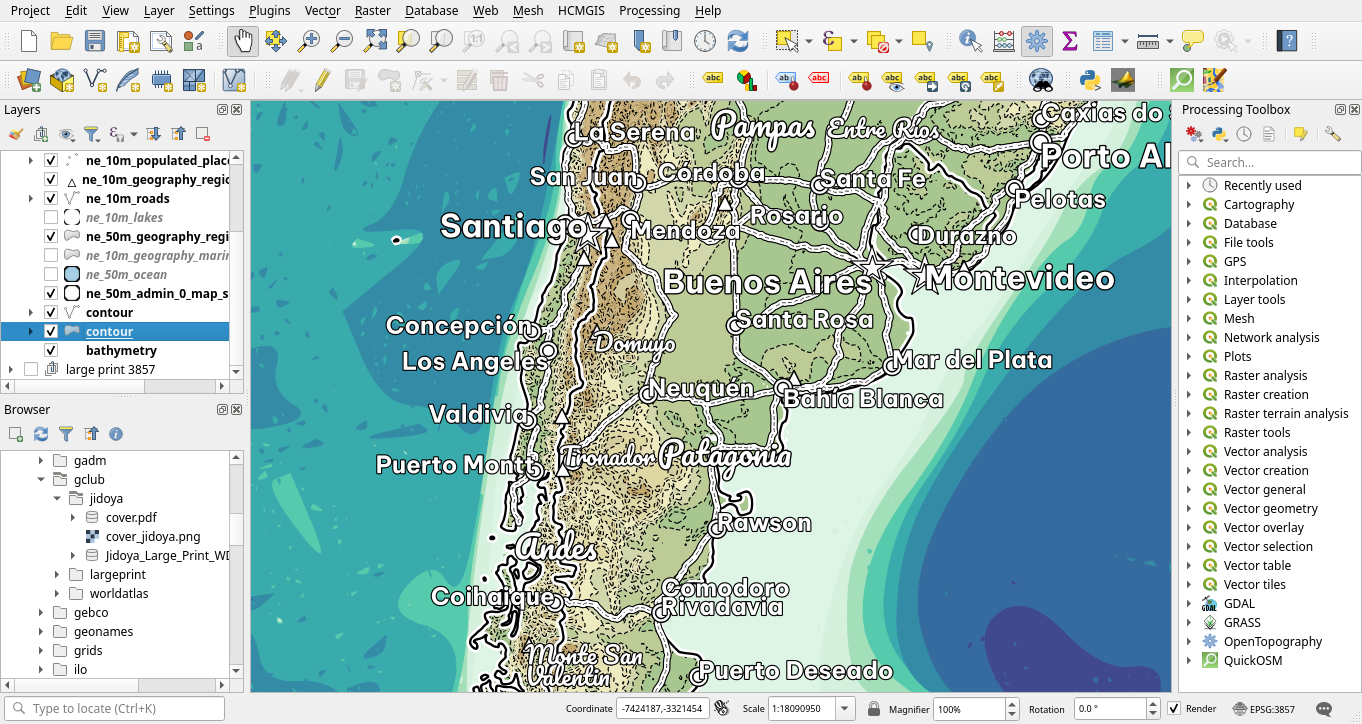 Project Edit View Layer Settings Plugins Vector Raster Database Web Mesh HCMGIS Processing Help
Layers
ne_10m_populated_plac
ne_10m_geography_regic
ne_10m_roads
ne_10m_lakes
ne_50m_geography_regi
ne_10m_geography_marin
ne_50m_ocean
ne_50m_admin_0_map_s
contour
contour
bathymetry
large print 3857
Browser
gadm
gclub
jidoya
cover.pdf
cover_jidoya.png
Jidoya_Large_Print_WD
largeprint
worldatlas
gebco
geonames
grids
ilo
La Serena
Pampas
Entre Rios
Caxias do S
Porto Al
San Juan
Córdoba
Santa Fe
Pelotas
Santiago
Mendoza
Rosario
Durazno
Buenos Aires
Montevideo
Concepción
Santa Rosa
Los Angeles
Domuyo
Mar del Plata
Neuquén
Bahía Blanca
Valdivia
Puerto Montt
Tronador
Patagonia
Rawson
Andes
Coihaique
Comodoro
Rivadavia
Monte San
Valentin
Puerto Deseado
Processing Toolbox
Search...
Recently used
Cartography
Database
File tools
GPS
Interpolation
Layer tools
Mesh
Network analysis
Plots
Raster analysis
Raster creation
Raster terrain analysis
Raster tools
Vector analysis
Vector creation
Vector general
Vector geometry
Vector overlay
Vector selection
Vector table
Vector tiles
GDAL
GRASS
OpenTopography
QuickOSM
Type to locate (Ctrl+K)
Coordinate -7424187,-3321454 Scale 1:18090950 Magnifier 100% Rotation 0.0 ° Render EPSG:3857